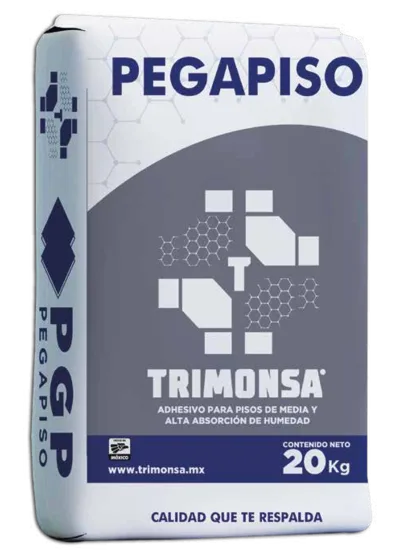 PEGAPISO
T
TRIMONSA®
ADHESIVO PARA PISOS DE MEDIA Y
ALTA ABSORCIÓN DE HUMEDAD
CONTENIDO NETO
20Kg
www.trimonsa.mx
CALIDAD QUE TE RESPALDA
T
PGP
PEGAPISO